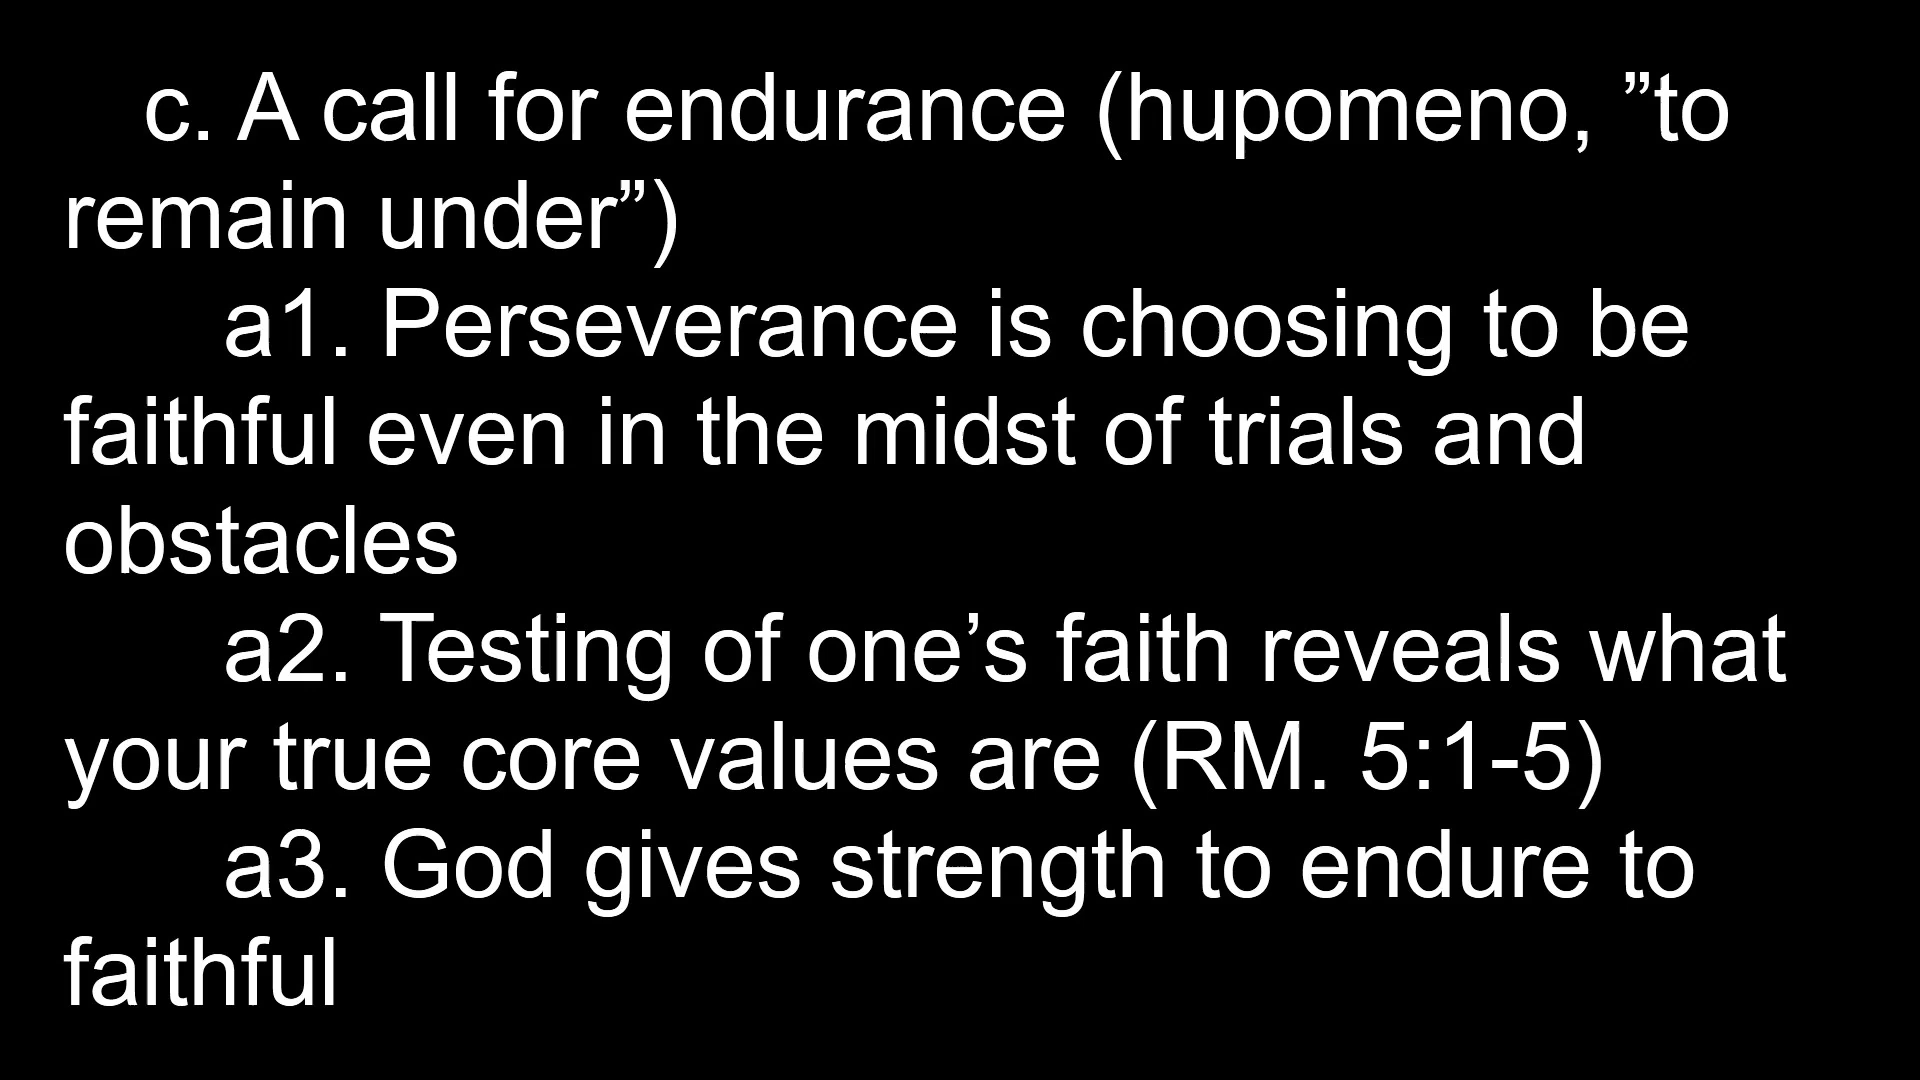 c. A call for endurance (hupomeno, ”to
remain under”)
a1. Perseverance is choosing to be
faithful even in the midst of trials and
obstacles
a2. Testing of one’s faith reveals what
your true core values are (RM. 5:1-5)
a3. God gives strength to endure to
faithful